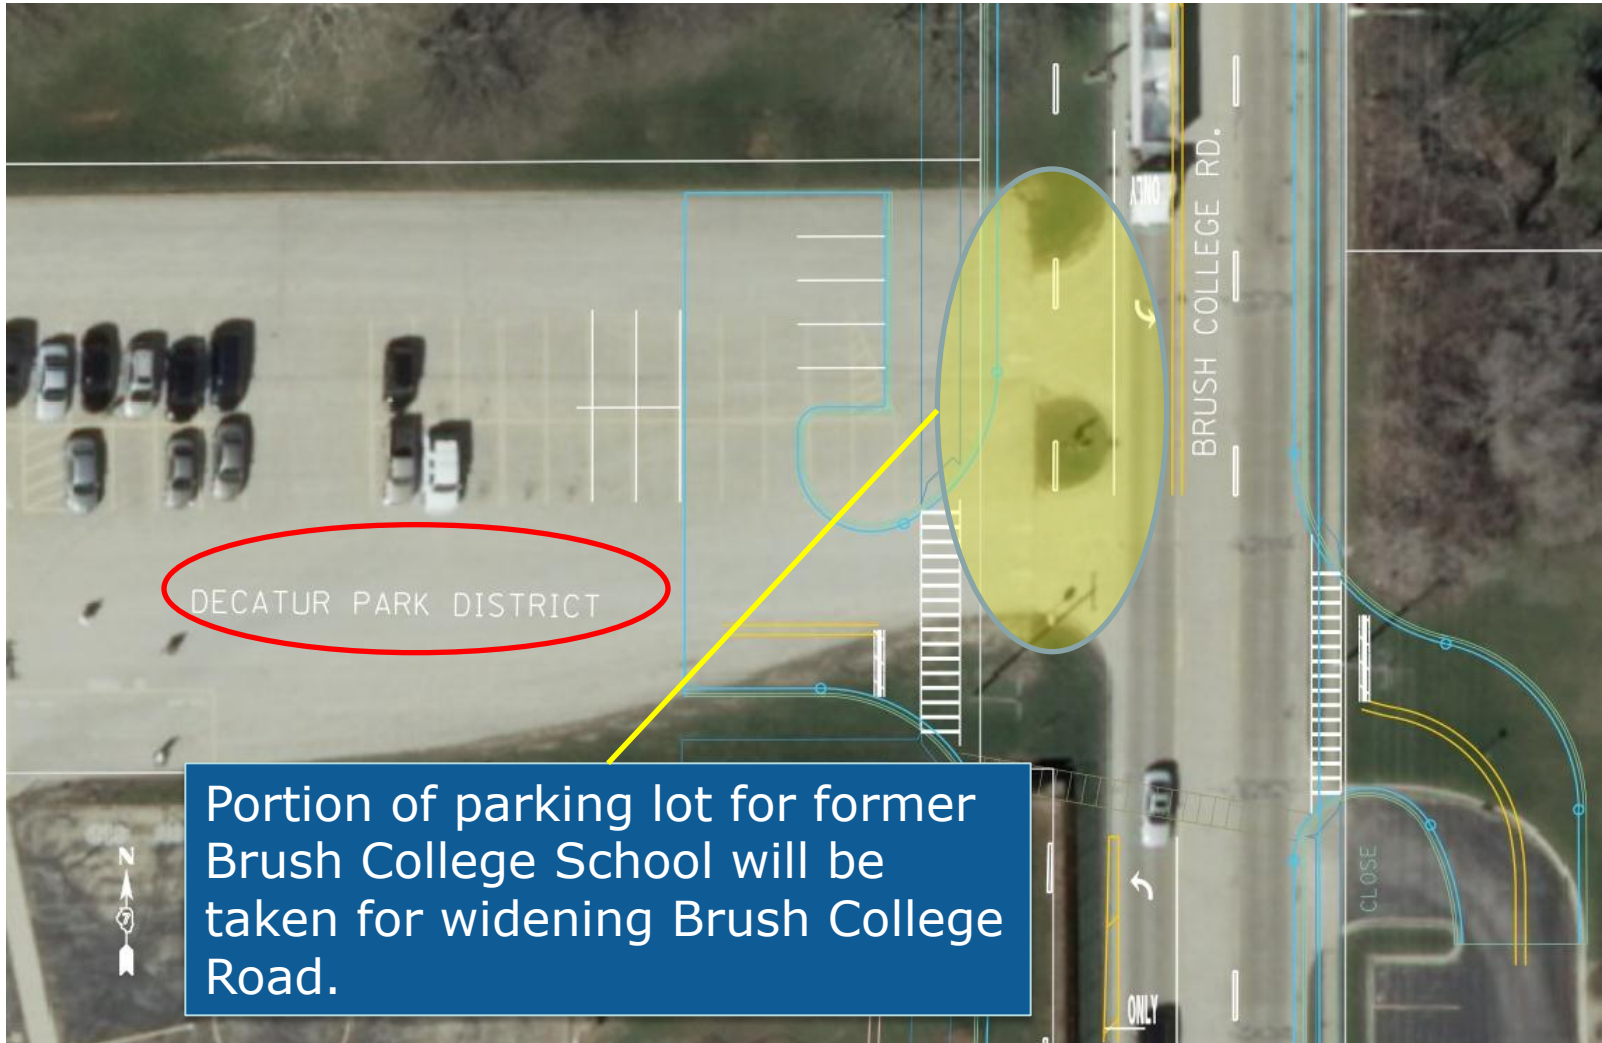 ONLY
BRUSH COLLEGE RD.
DECATUR PARK DISTRICT
Portion of parking lot for former
Brush College School will be
taken for widening Brush College
Road.
N
CLOSE
ONLY